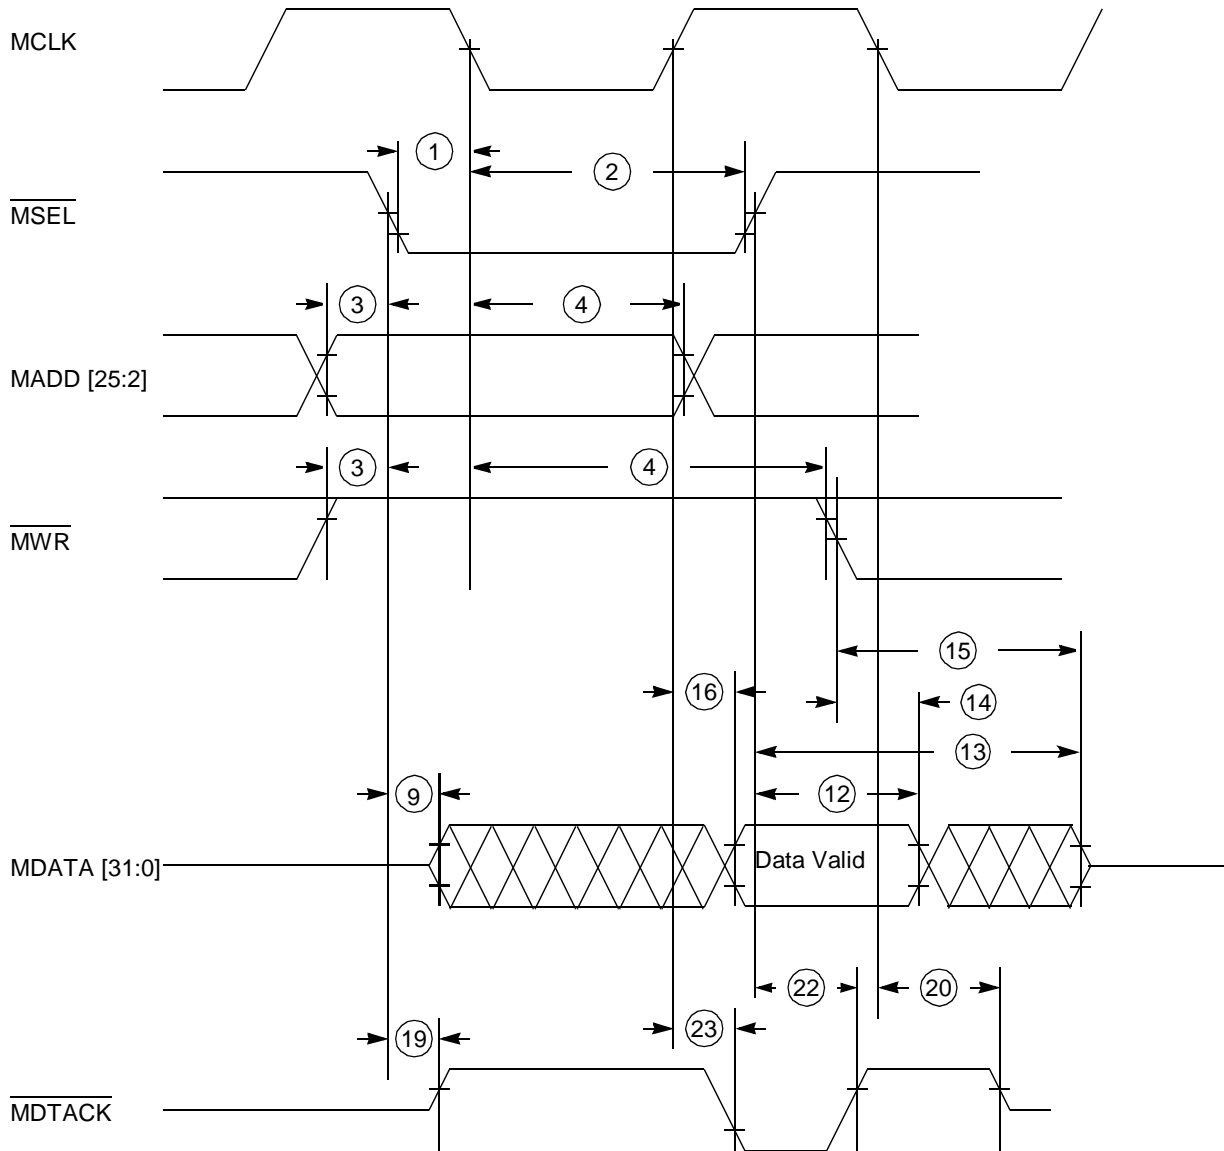 MCLK
1
2
MSEL
3
4
MADD [25:2]
3
4
MWR
15
16
14
13
9
12
MDATA [31:0]
Data Valid
22
20
19
23
MDTACK